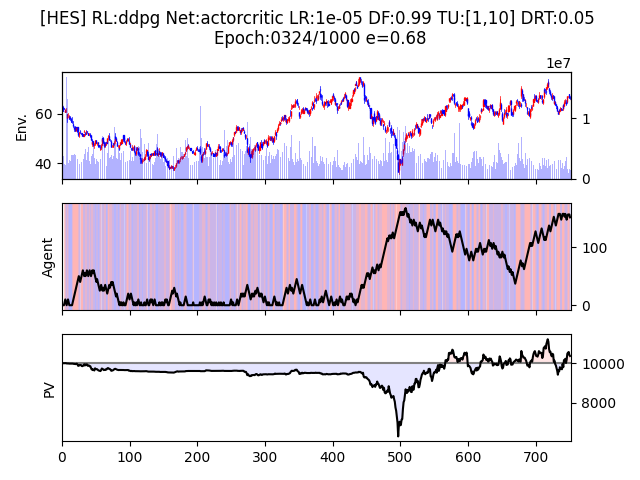 [HES] RL:ddpg Net:actorcritic LR:1e-05 DF:0.99 TU:[1,10] DRT:0.05
Epoch:0324/1000 e=0.68
1e7
Env.
60
40
1
0
Agent
100
0
PV
10000
8000
0 100 200 300 400 500 600 700